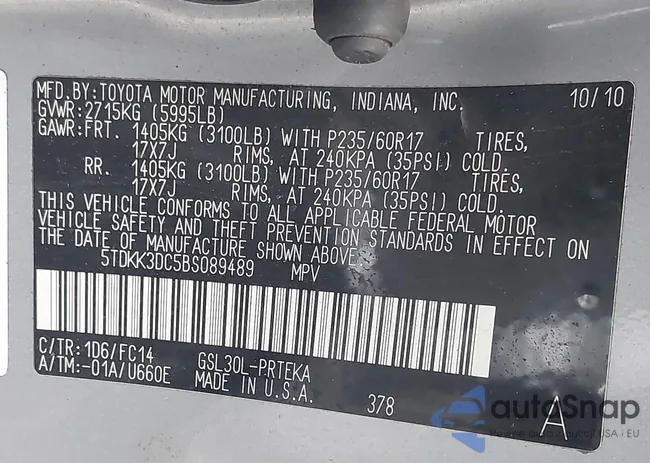 MFD.BY:TOYOTA MOTOR MANUFACTURING, INDIANA, INC. 10/10
GVWR:2715KG (5995LB)
GAWR:FRT. 1405KG (3100LB) WITH P235/60R17 TIRES,
17X7J RIMS, AT 240KPA (35PSI) COLD.
RR. 1405KG (3100LB) WITH P235/60R17 TIRES,
17X7J RIMS, AT 240KPA (35PSI) COLD.
THIS VEHICLE CONFORMS TO ALL APPLICABLE FEDERAL MOTOR
VEHICLE SAFETY AND THEFT PREVENTION STANDARDS IN EFFECT ON
THE DATE OF MANUFACTURE SHOWN ABOVE.
5TDKK3DC5BS089489 MPV
C/TR:1D6/FC14 GSL30L-PRTEKA
A/TM:-01A/U660E MADE IN U.S.A. 378 A
autoSnap
USA i EU